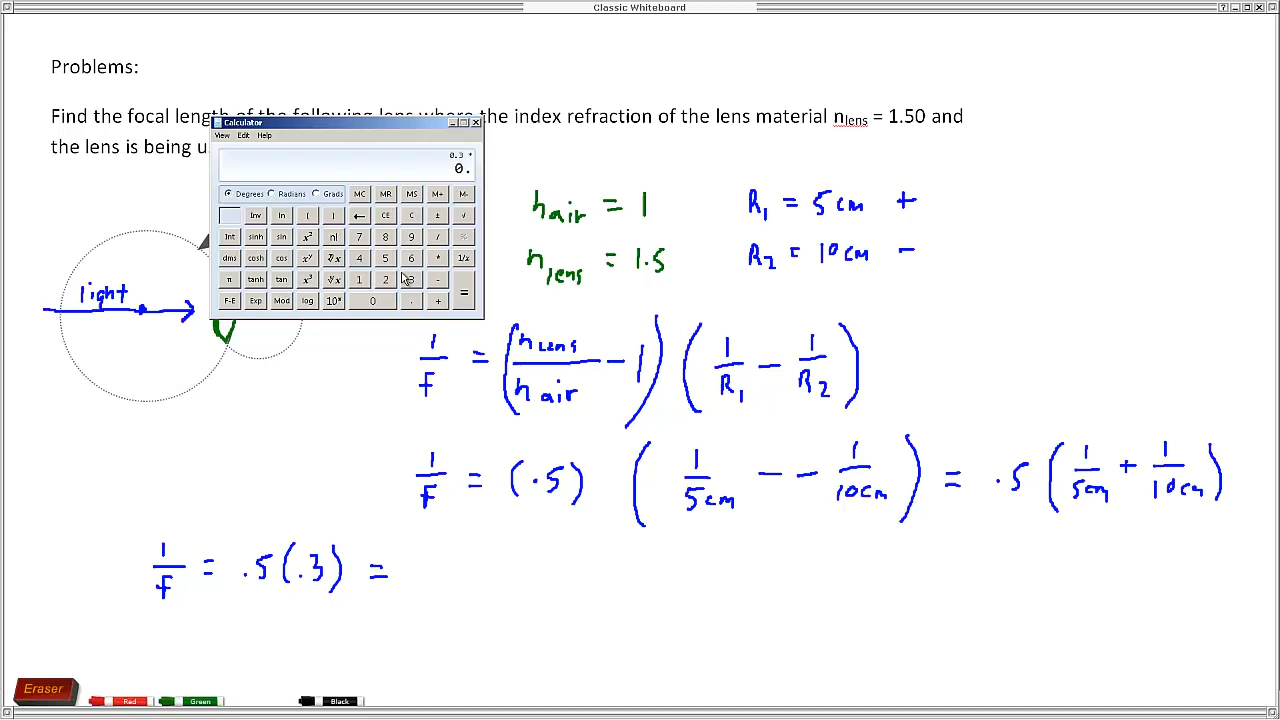 Classic Whiteboard
Problems:
Find the focal length of the following lens where the index refraction of the lens material nlens = 1.50 and
the lens is being u
Calculator
View Edit Help
0.3 *
0.
Degrees Radians Grads MC MR MS M+ M-
Inv ln ( ) ← CE C ± √
Int sinh sin x² n! 7 8 9 / %
dms cosh cos xʸ ʸ√x 4 5 6 * 1/x
π tanh tan x³ ³√x 1 2 3 - =
F-E Exp Mod log 10ˣ 0 . +
nair = 1
nlens = 1.5
R1 = 5cm +
R2 = 10cm -
light
1/F = (nLens/nair - 1) (1/R1 - 1/R2)
1/F = (.5) (1/5cm - - 1/10cm) = .5 (1/5cm + 1/10cm)
1/F = .5(.3) =
Eraser Red Green Black